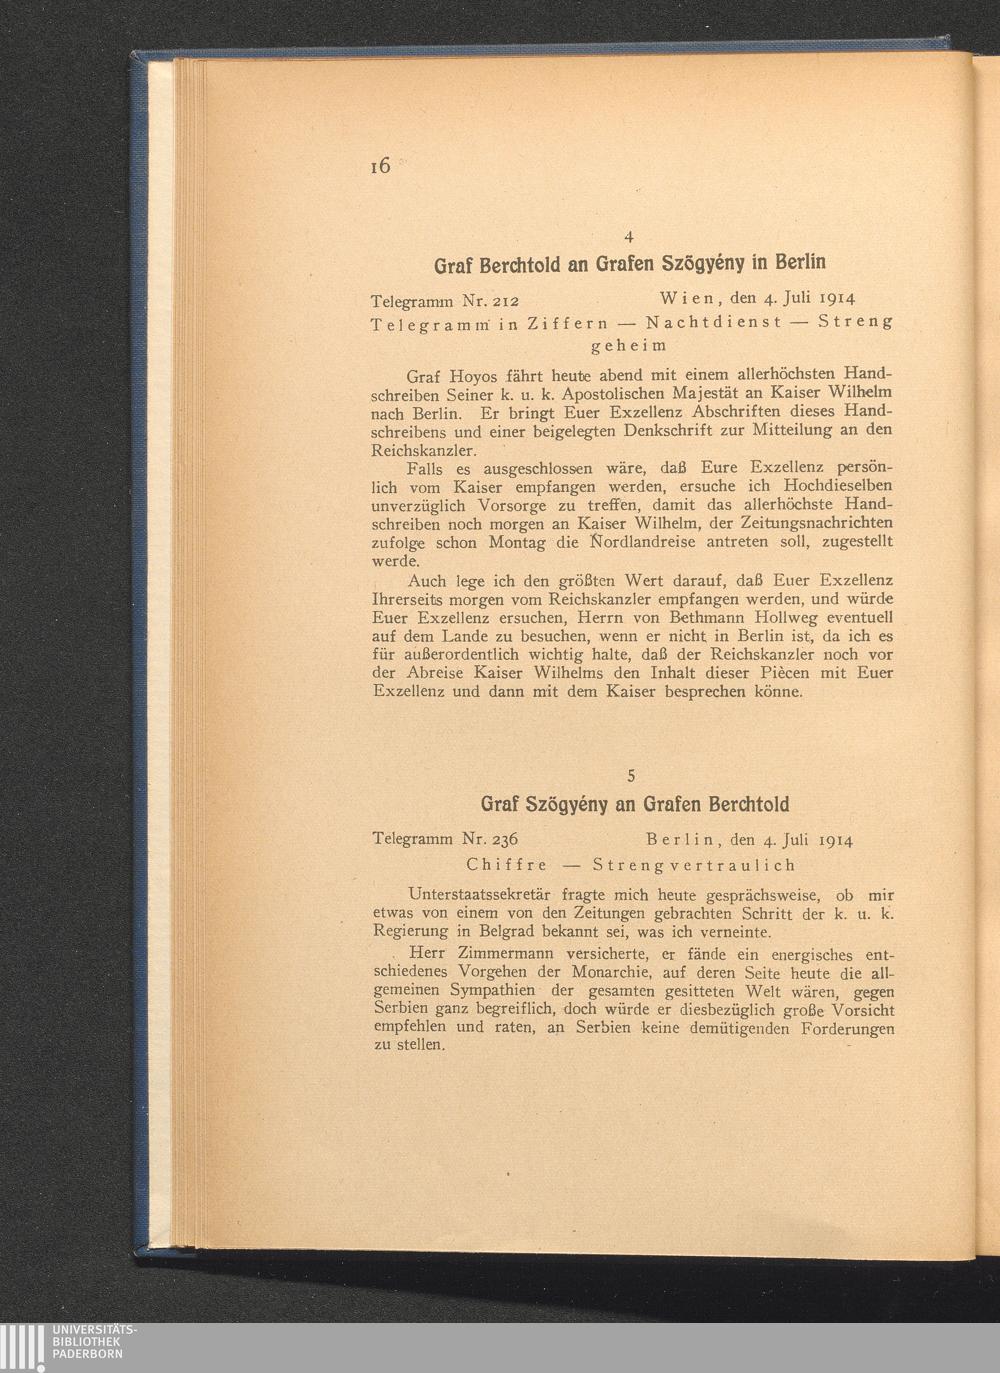 16
4
Graf Berchtold an Grafen Szögyény in Berlin
Telegramm Nr. 212 Wien, den 4. Juli 1914
Telegramm in Ziffern — Nachtdienst — Streng
geheim
Graf Hoyos fährt heute abend mit einem allerhöchsten Hand-
schreiben Seiner k. u. k. Apostolischen Majestät an Kaiser Wilhelm
nach Berlin. Er bringt Euer Exzellenz Abschriften dieses Hand-
schreibens und einer beigelegten Denkschrift zur Mitteilung an den
Reichskanzler.
Falls es ausgeschlossen wäre, daß Eure Exzellenz persön-
lich vom Kaiser empfangen werden, ersuche ich Hochdieselben
unverzüglich Vorsorge zu treffen, damit das allerhöchste Hand-
schreiben noch morgen an Kaiser Wilhelm, der Zeitungsnachrichten
zufolge schon Montag die Nordlandreise antreten soll, zugestellt
werde.
Auch lege ich den größten Wert darauf, daß Euer Exzellenz
Ihrerseits morgen vom Reichskanzler empfangen werden, und würde
Euer Exzellenz ersuchen, Herrn von Bethmann Hollweg eventuell
auf dem Lande zu besuchen, wenn er nicht in Berlin ist, da ich es
für außerordentlich wichtig halte, daß der Reichskanzler noch vor
der Abreise Kaiser Wilhelms den Inhalt dieser Piècen mit Euer
Exzellenz und dann mit dem Kaiser besprechen könne.
5
Graf Szögyény an Grafen Berchtold
Telegramm Nr. 236 Berlin, den 4. Juli 1914
Chiffre — Streng vertraulich
Unterstaatssekretär fragte mich heute gesprächsweise, ob mir
etwas von einem von den Zeitungen gebrachten Schritt der k. u. k.
Regierung in Belgrad bekannt sei, was ich verneinte.
Herr Zimmermann versicherte, er fände ein energisches ent-
schiedenes Vorgehen der Monarchie, auf deren Seite heute die all-
gemeinen Sympathien der gesamten gesitteten Welt wären, gegen
Serbien ganz begreiflich, doch würde er diesbezüglich große Vorsicht
empfehlen und raten, an Serbien keine demütigenden Forderungen
zu stellen.
UNIVERSITÄTS-
BIBLIOTHEK
PADERBORN